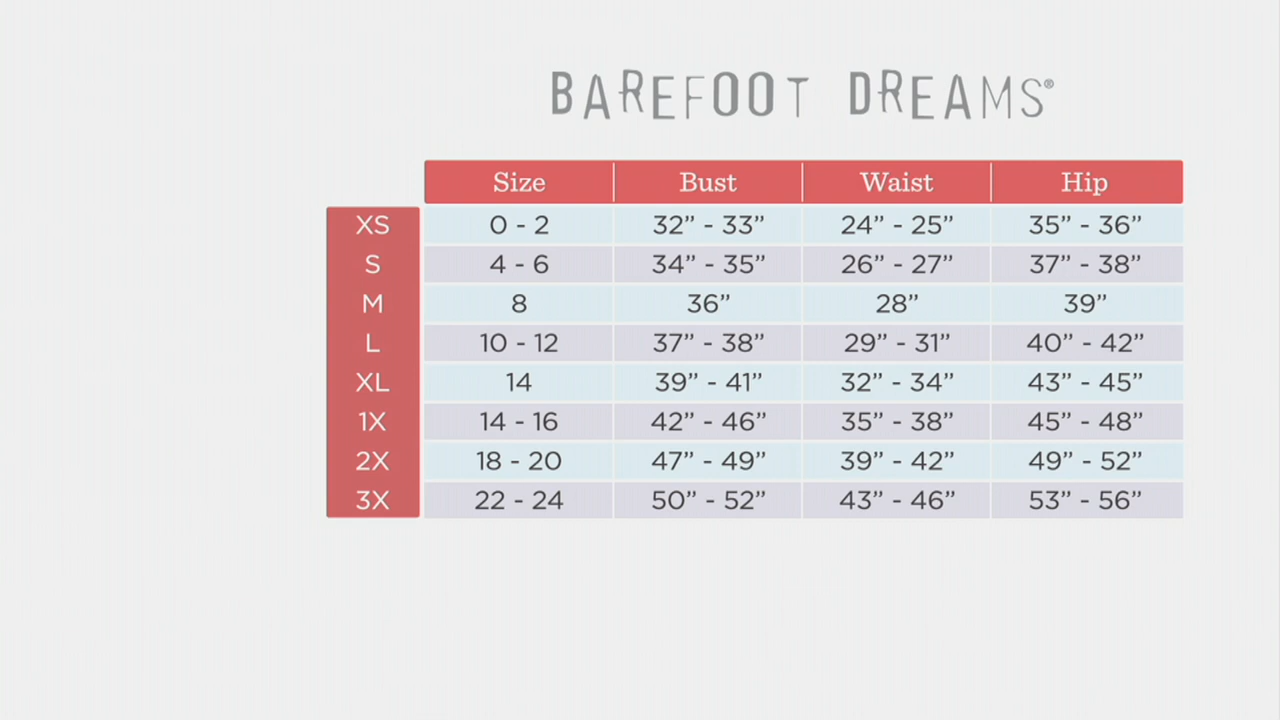 BAREFOOT DREAMS®
Size Bust Waist Hip
XS 0 - 2 32” - 33” 24” - 25” 35” - 36”
S 4 - 6 34” - 35” 26” - 27” 37” - 38”
M 8 36” 28” 39”
L 10 - 12 37” - 38” 29” - 31” 40” - 42”
XL 14 39” - 41” 32” - 34” 43” - 45”
1X 14 - 16 42” - 46” 35” - 38” 45” - 48”
2X 18 - 20 47” - 49” 39” - 42” 49” - 52”
3X 22 - 24 50” - 52” 43” - 46” 53” - 56”